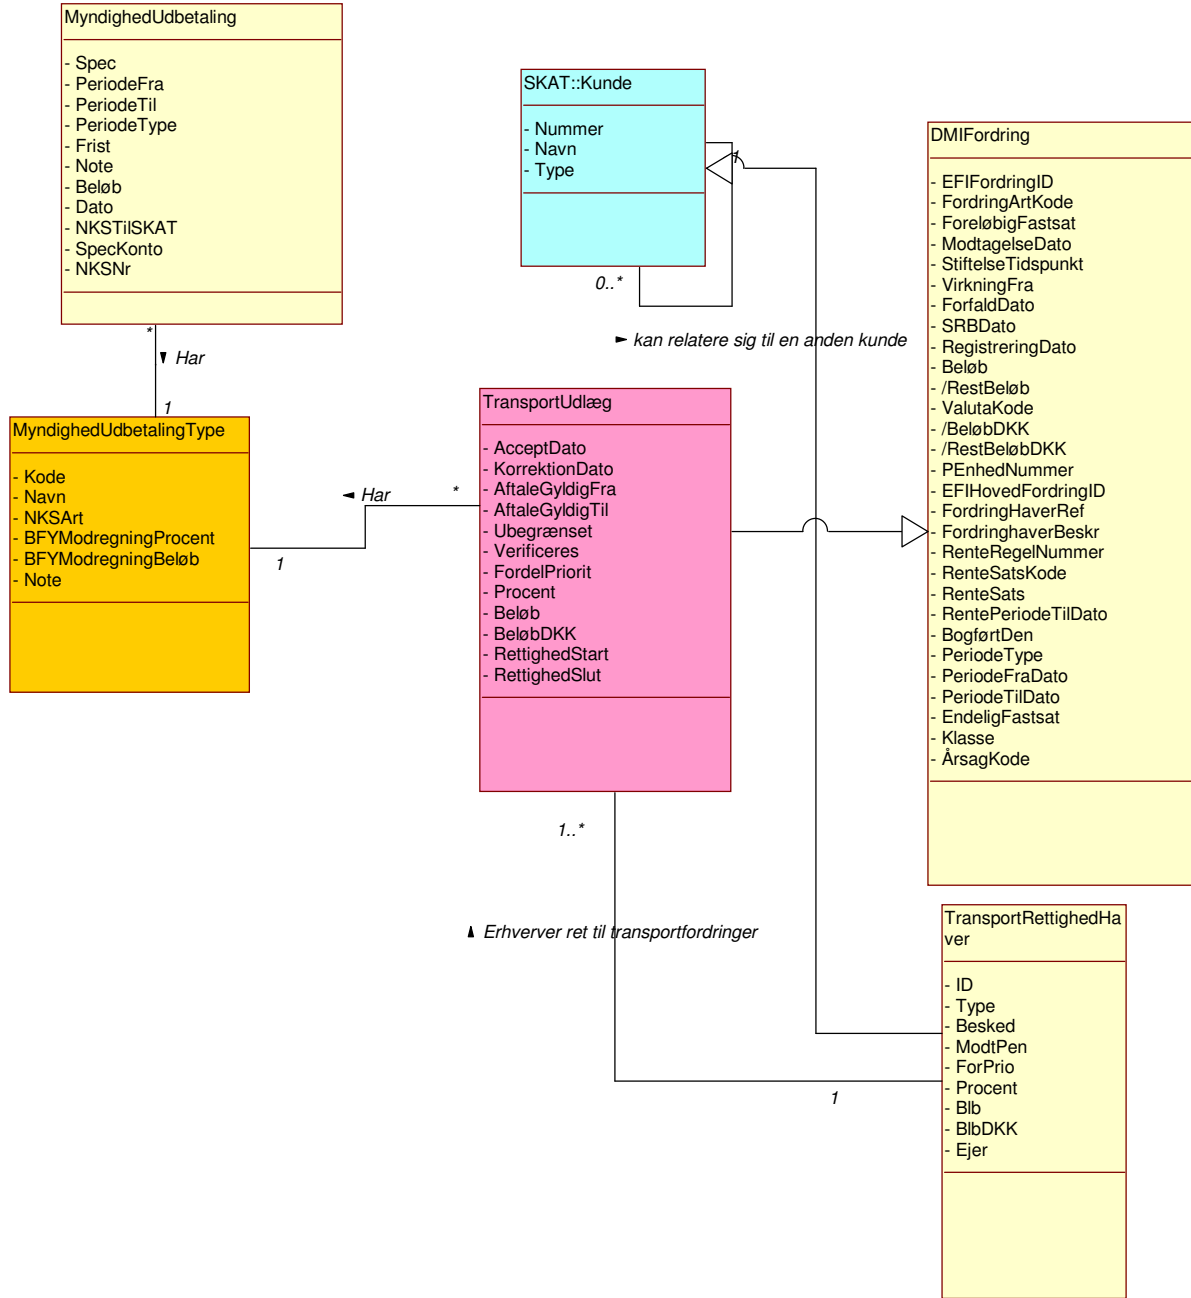 MyndighedUdbetaling
- Spec
- PeriodeFra
- PeriodeTil
- PeriodeType
- Frist
- Note
- Beløb
- Dato
- NKSTilSKAT
- SpecKonto
- NKSNr
*
Har
1
MyndighedUdbetalingType
- Kode
- Navn
- NKSArt
- BFYModregningProcent
- BFYModregningBeløb
- Note
SKAT::Kunde
- Nummer
- Navn
- Type
1
0..*
kan relatere sig til en anden kunde
TransportUdlæg
- AcceptDato
- KorrektionDato
- AftaleGyldigFra
- AftaleGyldigTil
- Ubegrænset
- Verificeres
- FordelPriorit
- Procent
- Beløb
- BeløbDKK
- RettighedStart
- RettighedSlut
Har
*
1
1..*
Erhverver ret til transportfordringer
1
DMIFordring
- EFIFordringID
- FordringArtKode
- ForeløbigFastsat
- ModtagelseDato
- StiftelseTidspunkt
- VirkningFra
- ForfaldDato
- SRBDato
- RegistreringDato
- Beløb
- /RestBeløb
- ValutaKode
- /BeløbDKK
- /RestBeløbDKK
- PEnhedNummer
- EFIHovedFordringID
- FordringHaverRef
- FordringhaverBeskr
- RenteRegelNummer
- RenteSatsKode
- RenteSats
- RentePeriodeTilDato
- BogførtDen
- PeriodeType
- PeriodeFraDato
- PeriodeTilDato
- EndeligFastsat
- Klasse
- ÅrsagKode
TransportRettighedHa
ver
- ID
- Type
- Besked
- ModtPen
- ForPrio
- Procent
- Blb
- BlbDKK
- Ejer